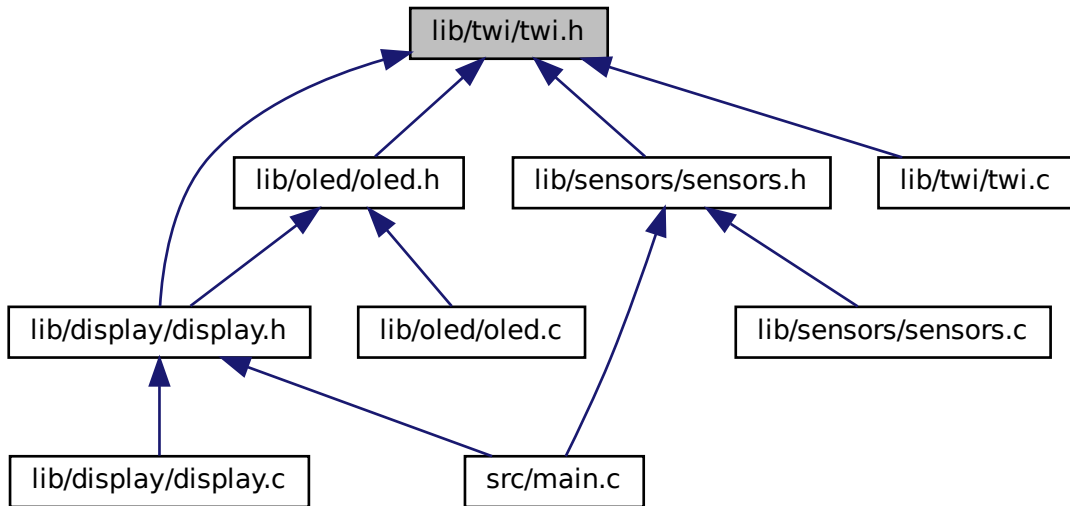 lib/twi/twi.h
lib/oled/oled.h
lib/sensors/sensors.h
lib/twi/twi.c
lib/display/display.h
lib/oled/oled.c
lib/sensors/sensors.c
lib/display/display.c
src/main.c